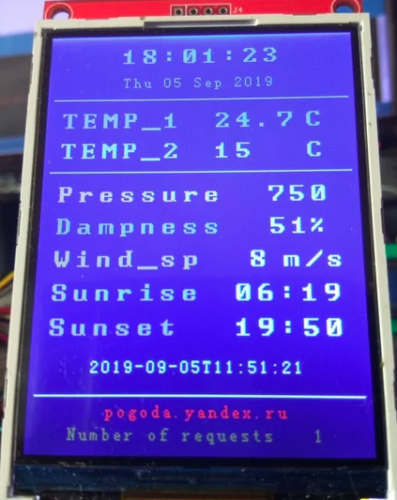 J4
18:01:23
Thu 05 Sep 2019
TEMP_1 24.7 C
TEMP_2 15 C
Pressure 750
Dampness 51%
Wind_sp 8 m/s
Sunrise 06:19
Sunset 19:50
2019-09-05T11:51:21
pogoda.yandex.ru
Number of requests 1